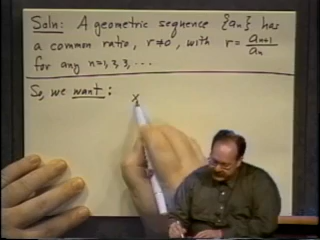 Soln: A geometric sequence {aₙ} has
a common ratio, r≠0, with r = aₙ₊₁/aₙ
for any n=1,2,3,...
So, we want:
x